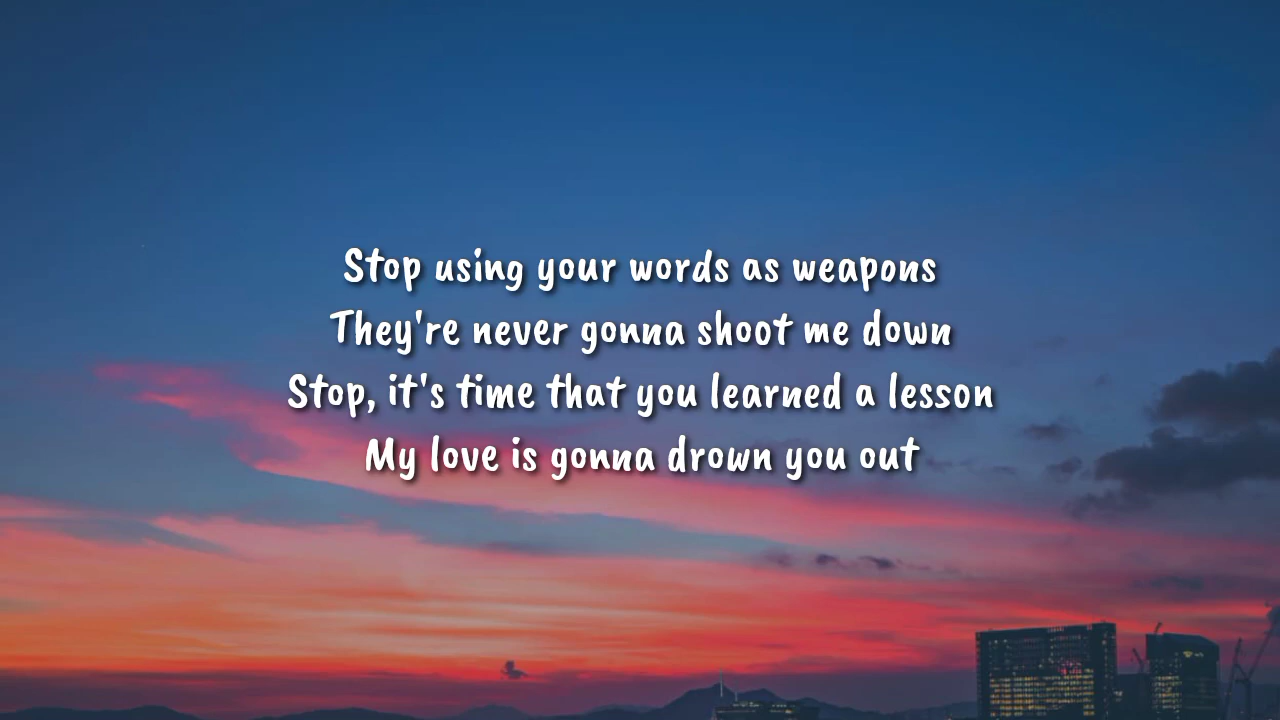 Stop using your words as weapons
They're never gonna shoot me down
Stop, it's time that you learned a lesson
My love is gonna drown you out